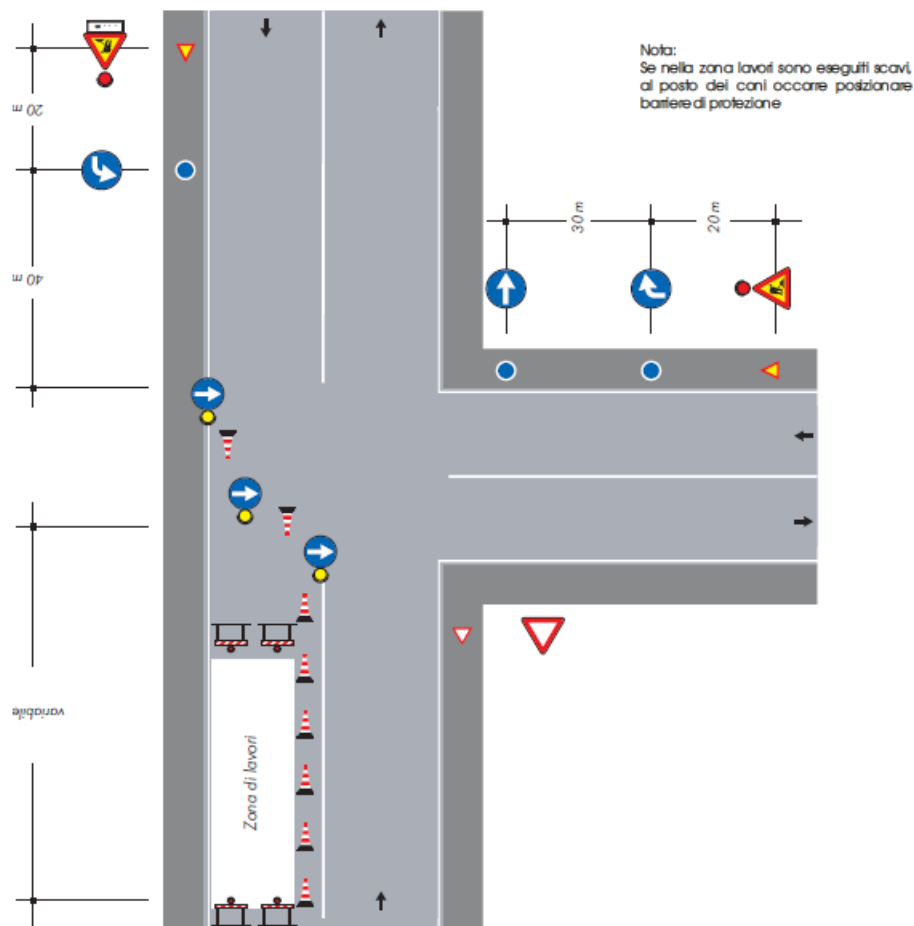 Nota:
Se nella zona lavori sono eseguiti scavi,
al posto dei coni occorre posizionare
barriere di protezione
20 m
40 m
30 m
20 m
variabile
Zona di lavori